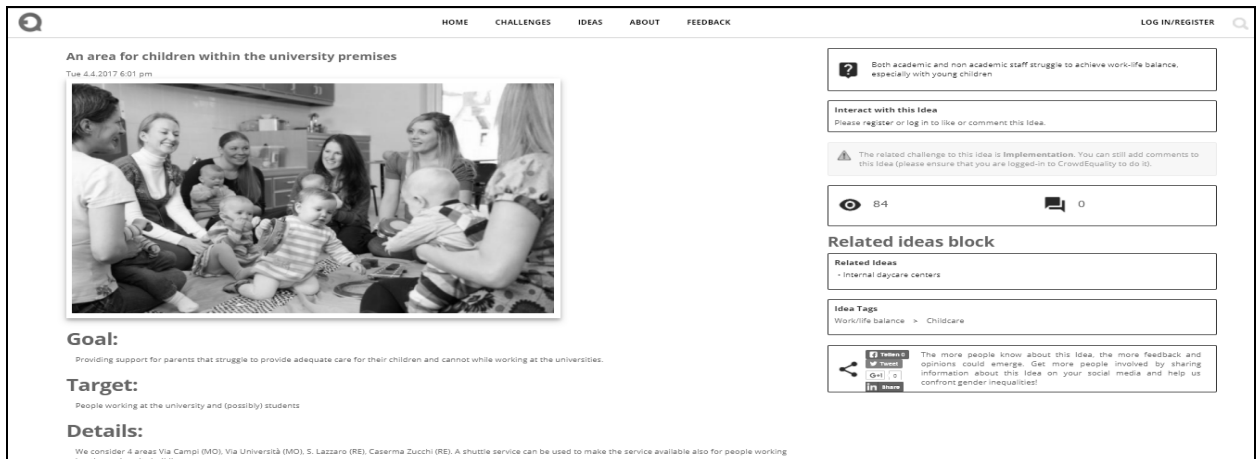 HOME CHALLENGES IDEAS ABOUT FEEDBACK LOG IN/REGISTER
An area for children within the university premises
Tue 4.4.2017 6:01 pm
Goal:
Providing support for parents that struggle to provide adequate care for their children and cannot while working at the universities.
Target:
People working at the university and (possibly) students
Details:
We consider 4 areas Via Campi (MO), Via Università (MO), S. Lazzaro (RE), Caserma Zucchi (RE). A shuttle service can be used to make the service available also for people working
Both academic and non academic staff struggle to achieve work-life balance,
especially with young children
Interact with this Idea
Please register or log in to like or comment this Idea.
The related challenge to this idea is Implementation. You can still add comments to
this Idea (please ensure that you are logged-in to CrowdEquality to do it).
84 0
Related ideas block
Related Ideas
- Internal daycare centers
Idea Tags
Work/life balance > Childcare
Teilen 0
Tweet
G+1 0
in Share
The more people know about this Idea, the more feedback and
opinions could emerge. Get more people involved by sharing
information about this Idea on your social media and help us
confront gender inequalities!